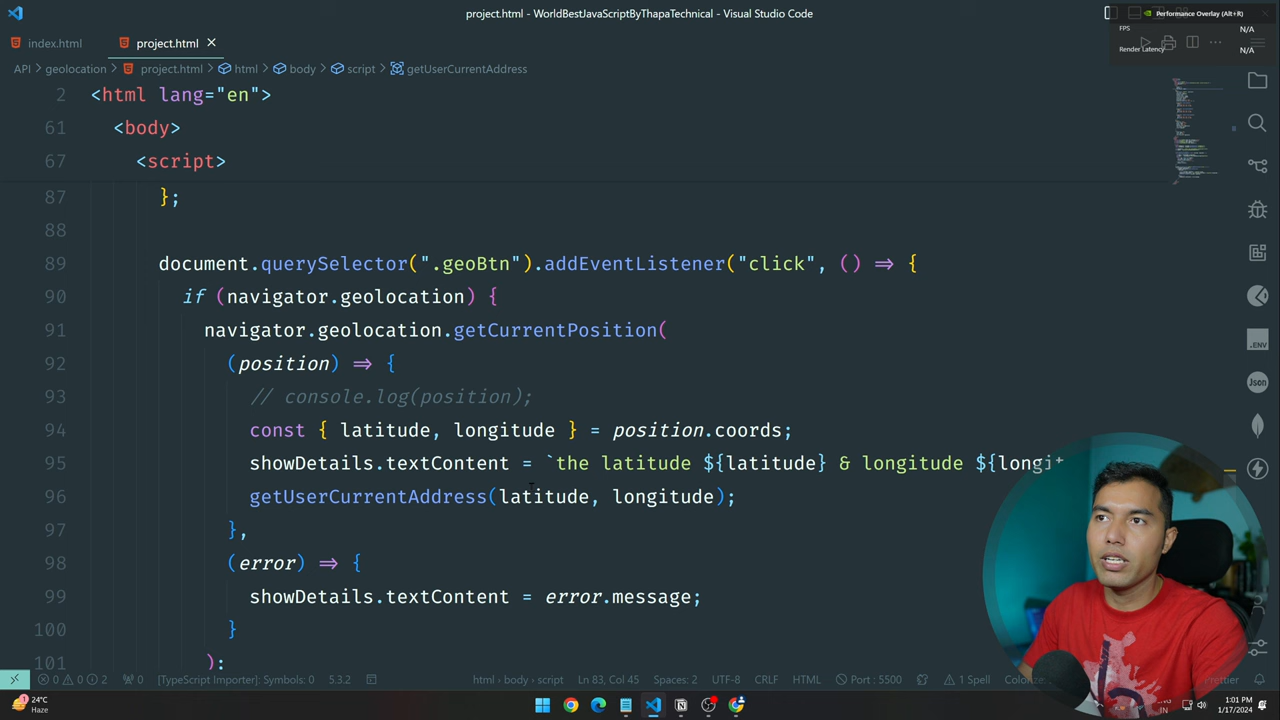 project.html - WorldBestJavaScriptByThapaTechnical - Visual Studio Code
Performance Overlay (Alt+R)
FPS N/A
Render Latency N/A
index.html
project.html
API geolocation project.html html body script getUserCurrentAddress
2 <html lang="en">
61 <body>
67 <script>
87 };
88
89 document.querySelector(".geoBtn").addEventListener("click", () => {
90 if (navigator.geolocation) {
91 navigator.geolocation.getCurrentPosition(
92 (position) => {
93 // console.log(position);
94 const { latitude, longitude } = position.coords;
95 showDetails.textContent = `the latitude ${latitude} & longitude ${longit
96 getUserCurrentAddress(latitude, longitude);
97 },
98 (error) => {
99 showDetails.textContent = error.message;
100 }
101 );
.ENV
Json
0 0 2 0 [TypeScript Importer]: Symbols: 0 5.3.2 html › body › script Ln 83, Col 45 Spaces: 2 UTF-8 CRLF HTML Port : 5500 1 Spell
24°C
Haze
IN
1:01 PM
1/17/2024